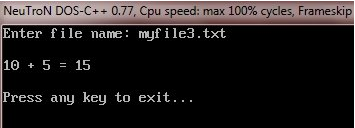 NeuTroN DOS-C++ 0.77, Cpu speed: max 100% cycles, Frameskip
Enter file name: myfile3.txt
10 + 5 = 15
Press any key to exit...